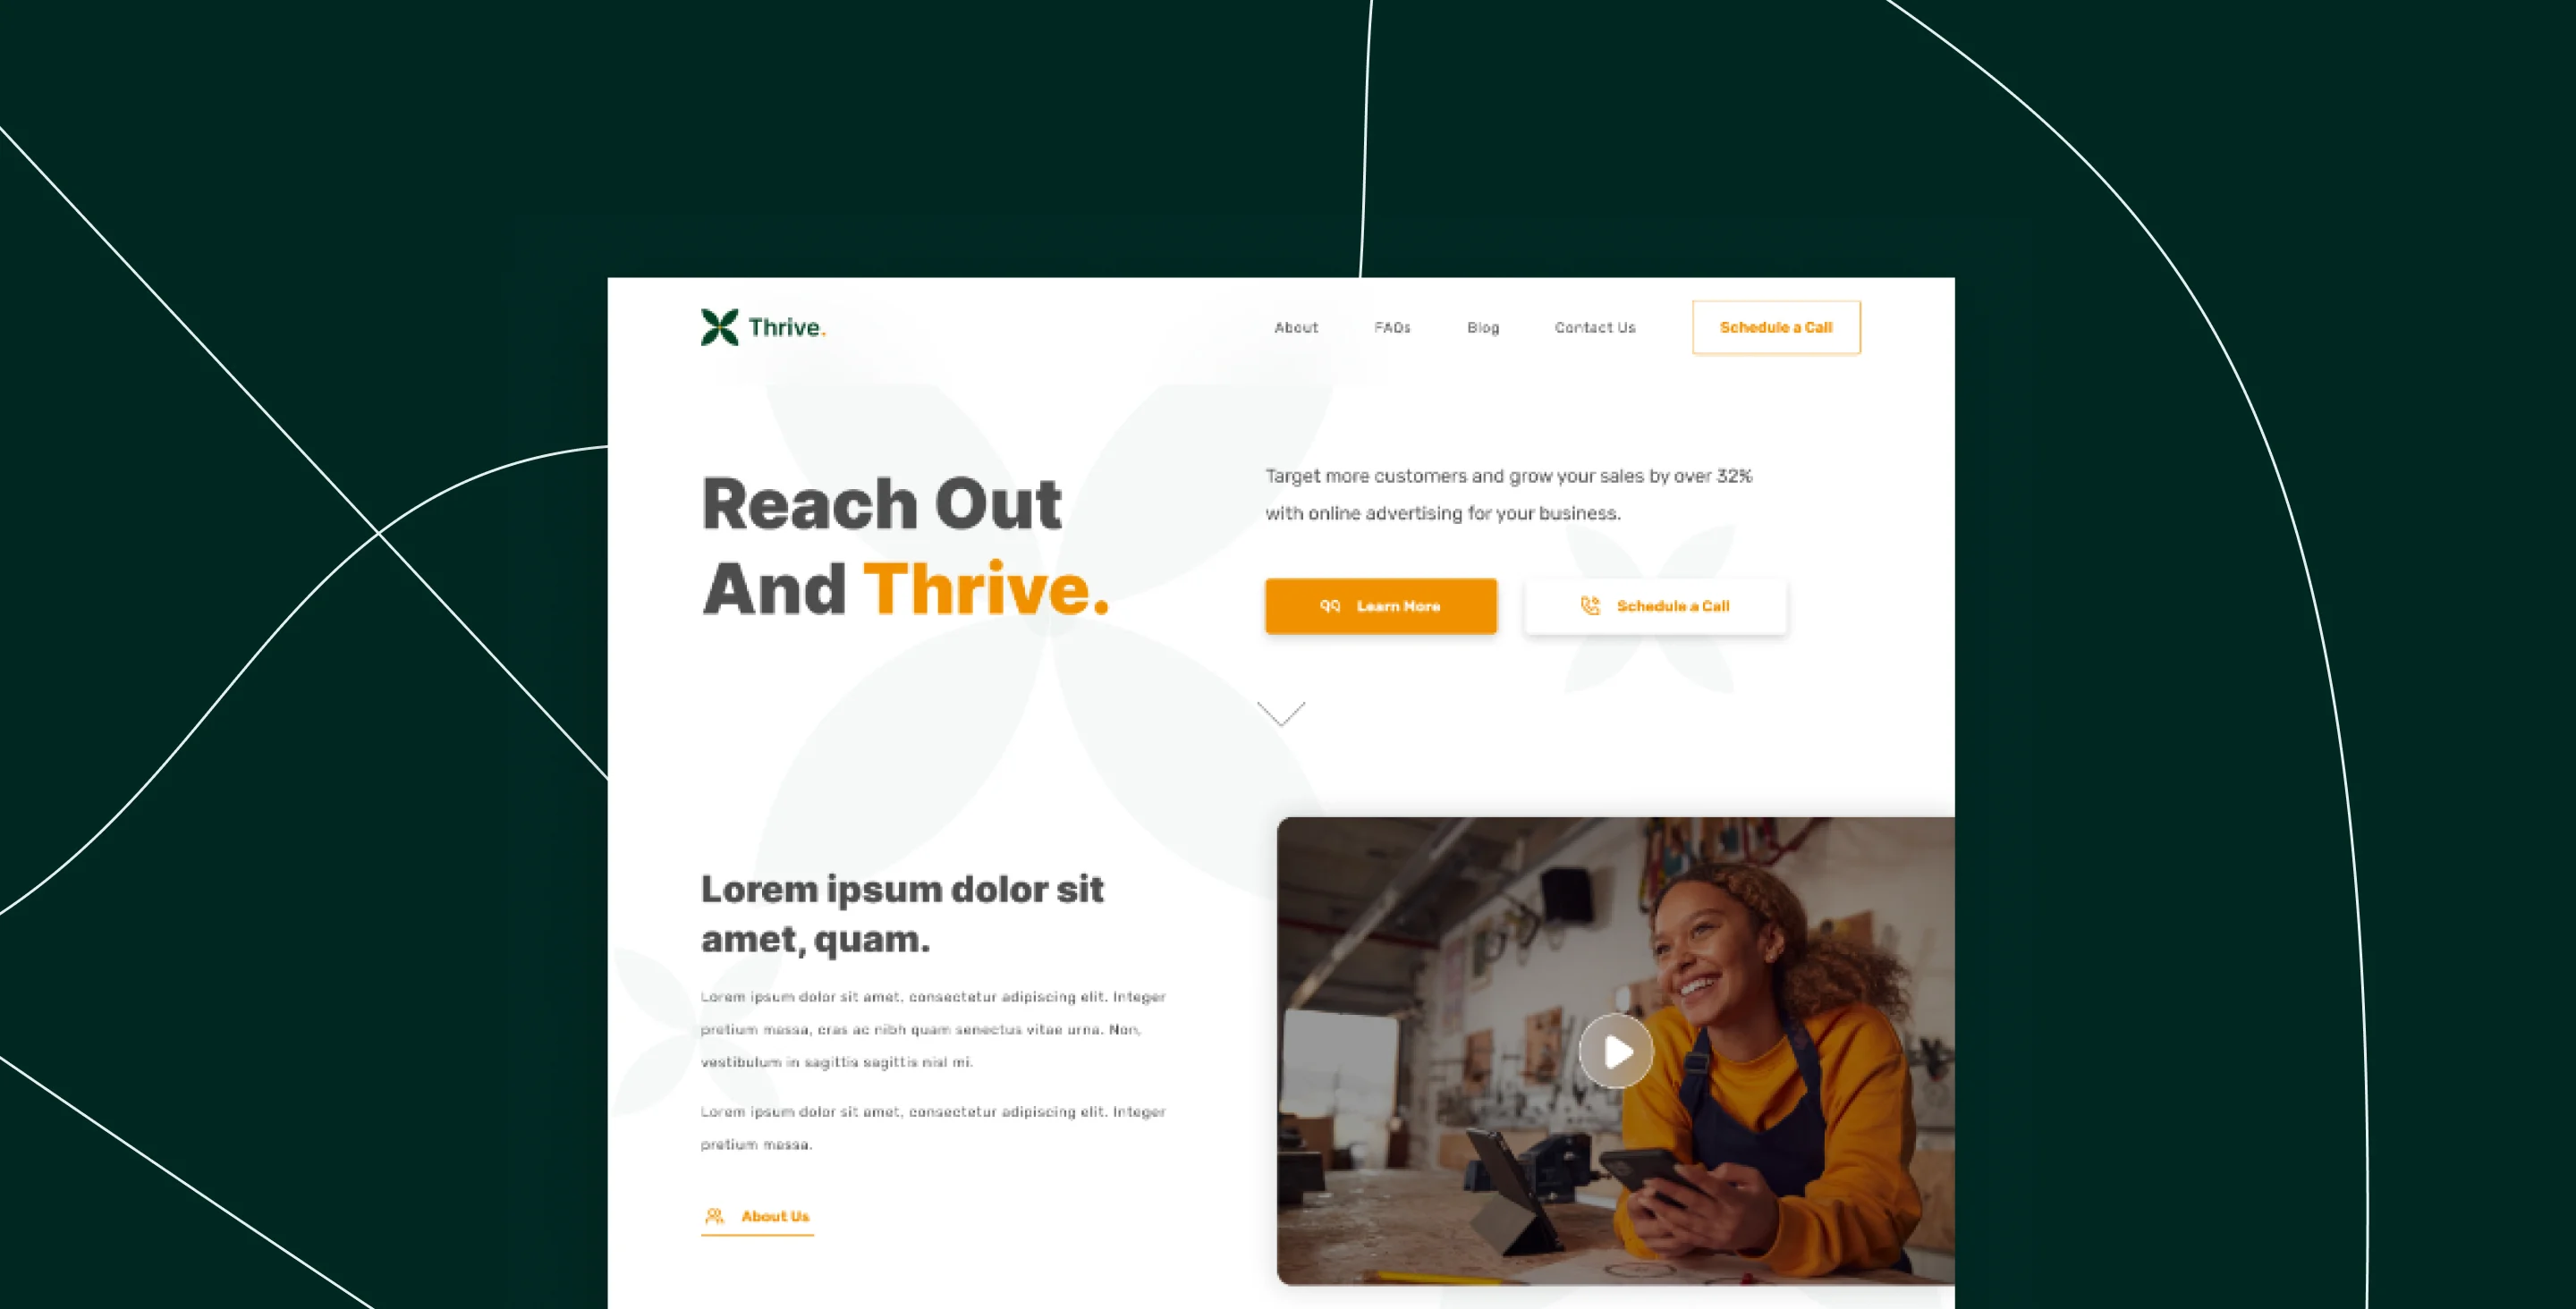 Thrive.
About
FAQs
Blog
Contact Us
Schedule a Call
Reach Out
And Thrive.
Target more customers and grow your sales by over 32%
with online advertising for your business.
Learn More
Schedule a Call
Lorem ipsum dolor sit
amet, quam.
Lorem ipsum dolor sit amet, consectetur adipiscing elit. Integer
pretium massa, cras ac nibh quam senectus vitae urna. Non,
vestibulum in sagittis sagittis nisl mi.
Lorem ipsum dolor sit amet, consectetur adipiscing elit. Integer
pretium massa.
About Us